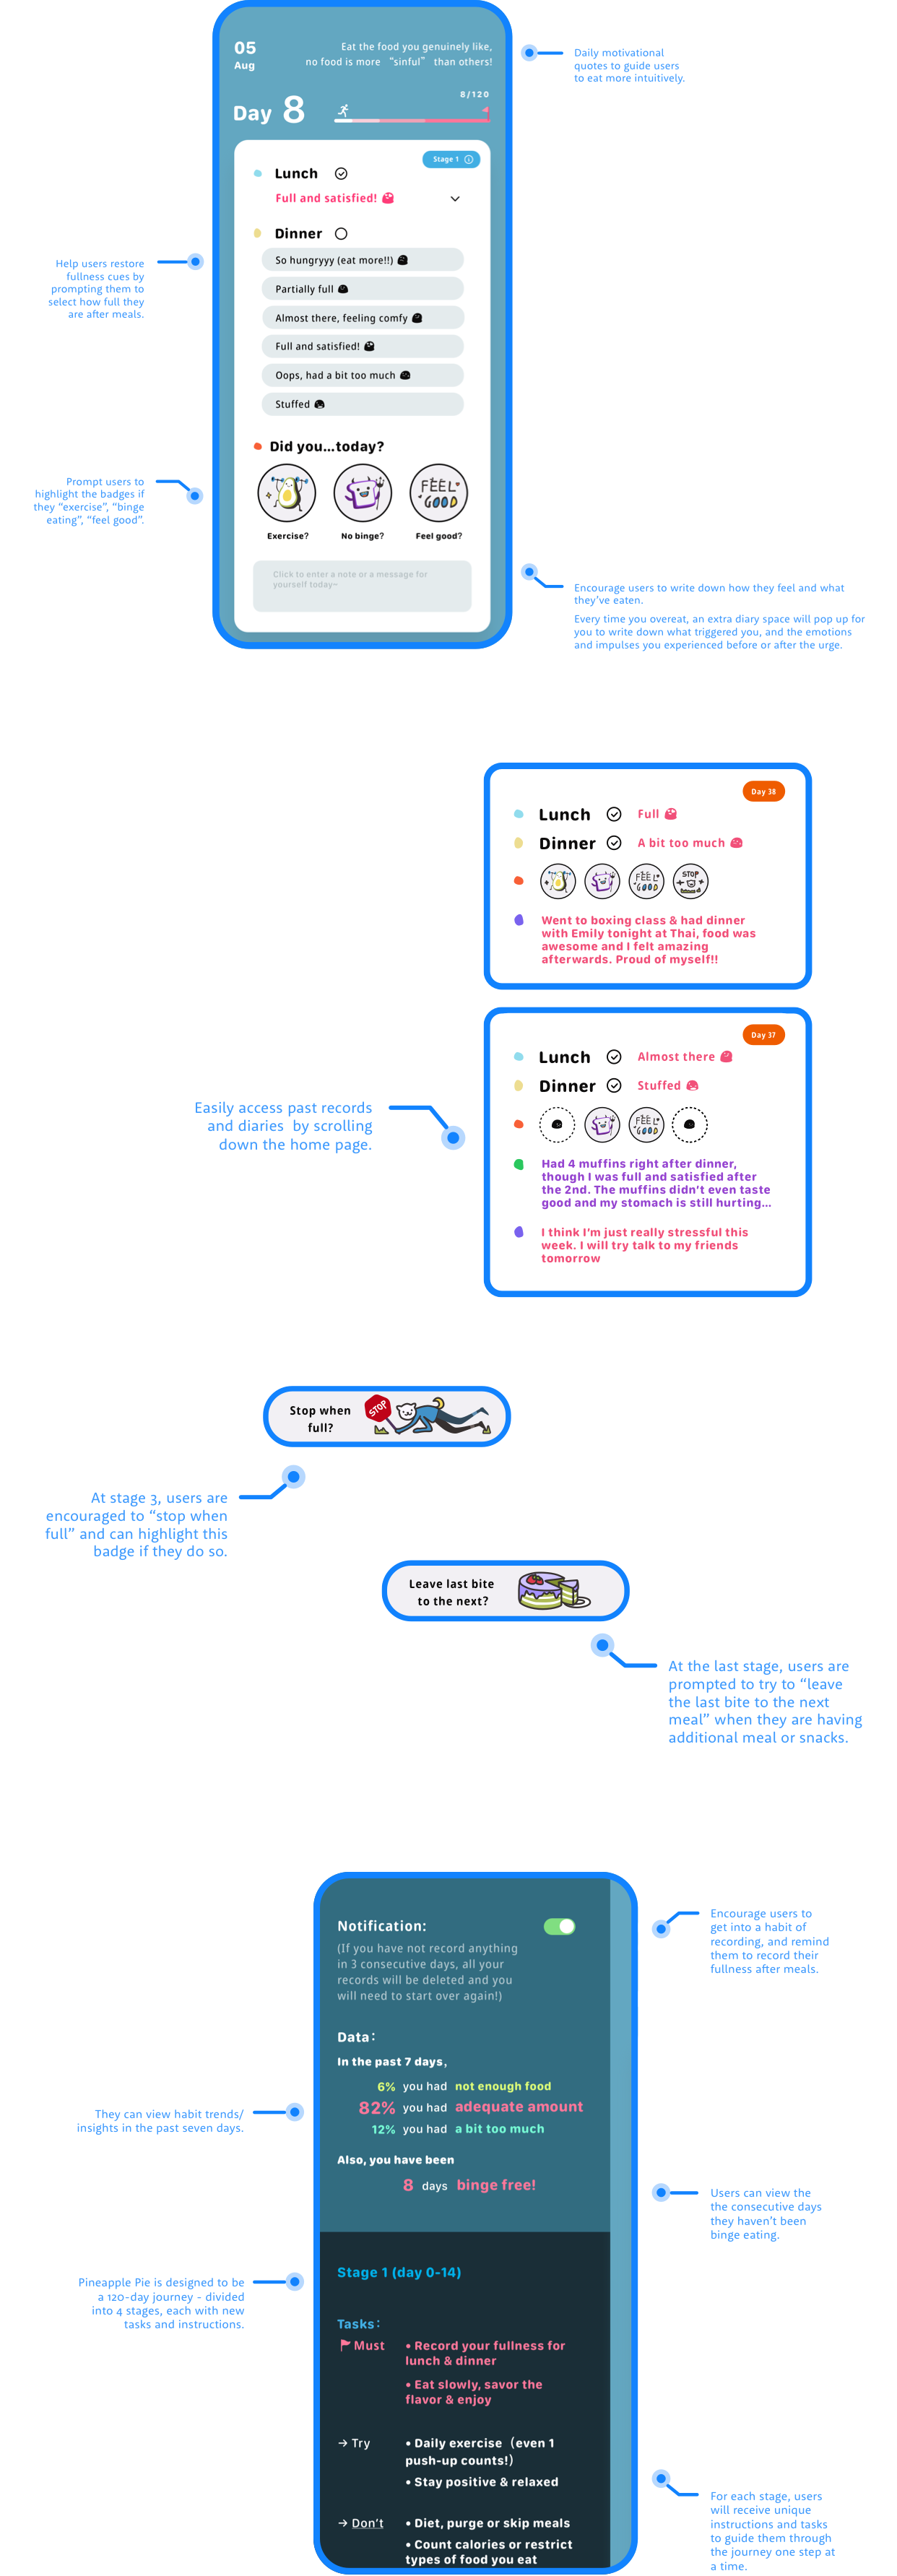 05
Aug
Eat the food you genuinely like,
no food is more “sinful” than others!
Daily motivational
quotes to guide users
to eat more intuitively.
Day 8
8/120
Stage 1
Lunch
Full and satisfied!
Dinner
So hungryyy (eat more!!)
Partially full
Almost there, feeling comfy
Full and satisfied!
Oops, had a bit too much
Stuffed
Help users restore
fullness cues by
prompting them to
select how full they
are after meals.
Did you...today?
FEEL
GOOD
Exercise?
No binge?
Feel good?
Prompt users to
highlight the badges if
they “exercise”, “binge
eating”, “feel good”.
Click to enter a note or a message for
yourself today~
Encourage users to write down how they feel and what
they’ve eaten.
Every time you overeat, an extra diary space will pop up for
you to write down what triggered you, and the emotions
and impulses you experienced before or after the urge.
Day 38
Lunch
Full
Dinner
A bit too much
FEEL
GOOD
STOP
Went to boxing class & had dinner
with Emily tonight at Thai, food was
awesome and I felt amazing
afterwards. Proud of myself!!
Day 37
Lunch
Almost there
Dinner
Stuffed
FEEL
GOOD
Had 4 muffins right after dinner,
though I was full and satisfied after
the 2nd. The muffins didn’t even taste
good and my stomach is still hurting...
I think I’m just really stressful this
week. I will try talk to my friends
tomorrow
Easily access past records
and diaries by scrolling
down the home page.
Stop when
full?
STOP
At stage 3, users are
encouraged to “stop when
full” and can highlight this
badge if they do so.
Leave last bite
to the next?
At the last stage, users are
prompted to try to “leave
the last bite to the next
meal” when they are having
additional meal or snacks.
Notification:
(If you have not record anything
in 3 consecutive days, all your
records will be deleted and you
will need to start over again!)
Encourage users to
get into a habit of
recording, and remind
them to record their
fullness after meals.
Data:
In the past 7 days,
6% you had not enough food
82% you had adequate amount
12% you had a bit too much
They can view habit trends/
insights in the past seven days.
Also, you have been
8 days binge free!
Users can view the
the consecutive days
they haven’t been
binge eating.
Stage 1 (day 0-14)
Pineapple Pie is designed to be
a 120-day journey - divided
into 4 stages, each with new
tasks and instructions.
Tasks:
Must
• Record your fullness for
lunch & dinner
• Eat slowly, savor the
flavor & enjoy
→ Try
• Daily exercise (even 1
push-up counts!)
• Stay positive & relaxed
→ Don’t
• Diet, purge or skip meals
• Count calories or restrict
types of food you eat
For each stage, users
will receive unique
instructions and tasks
to guide them through
the journey one step at
a time.